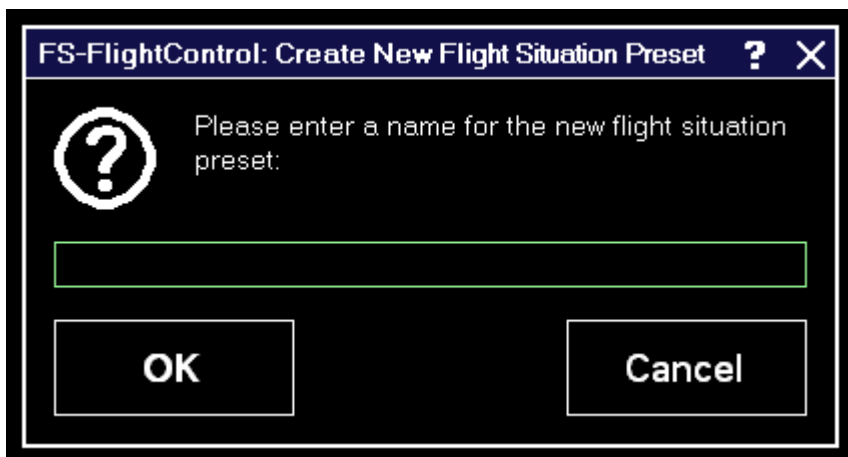 FS-FlightControl: Create New Flight Situation Preset ? X
? Please enter a name for the new flight situation
preset:
OK Cancel